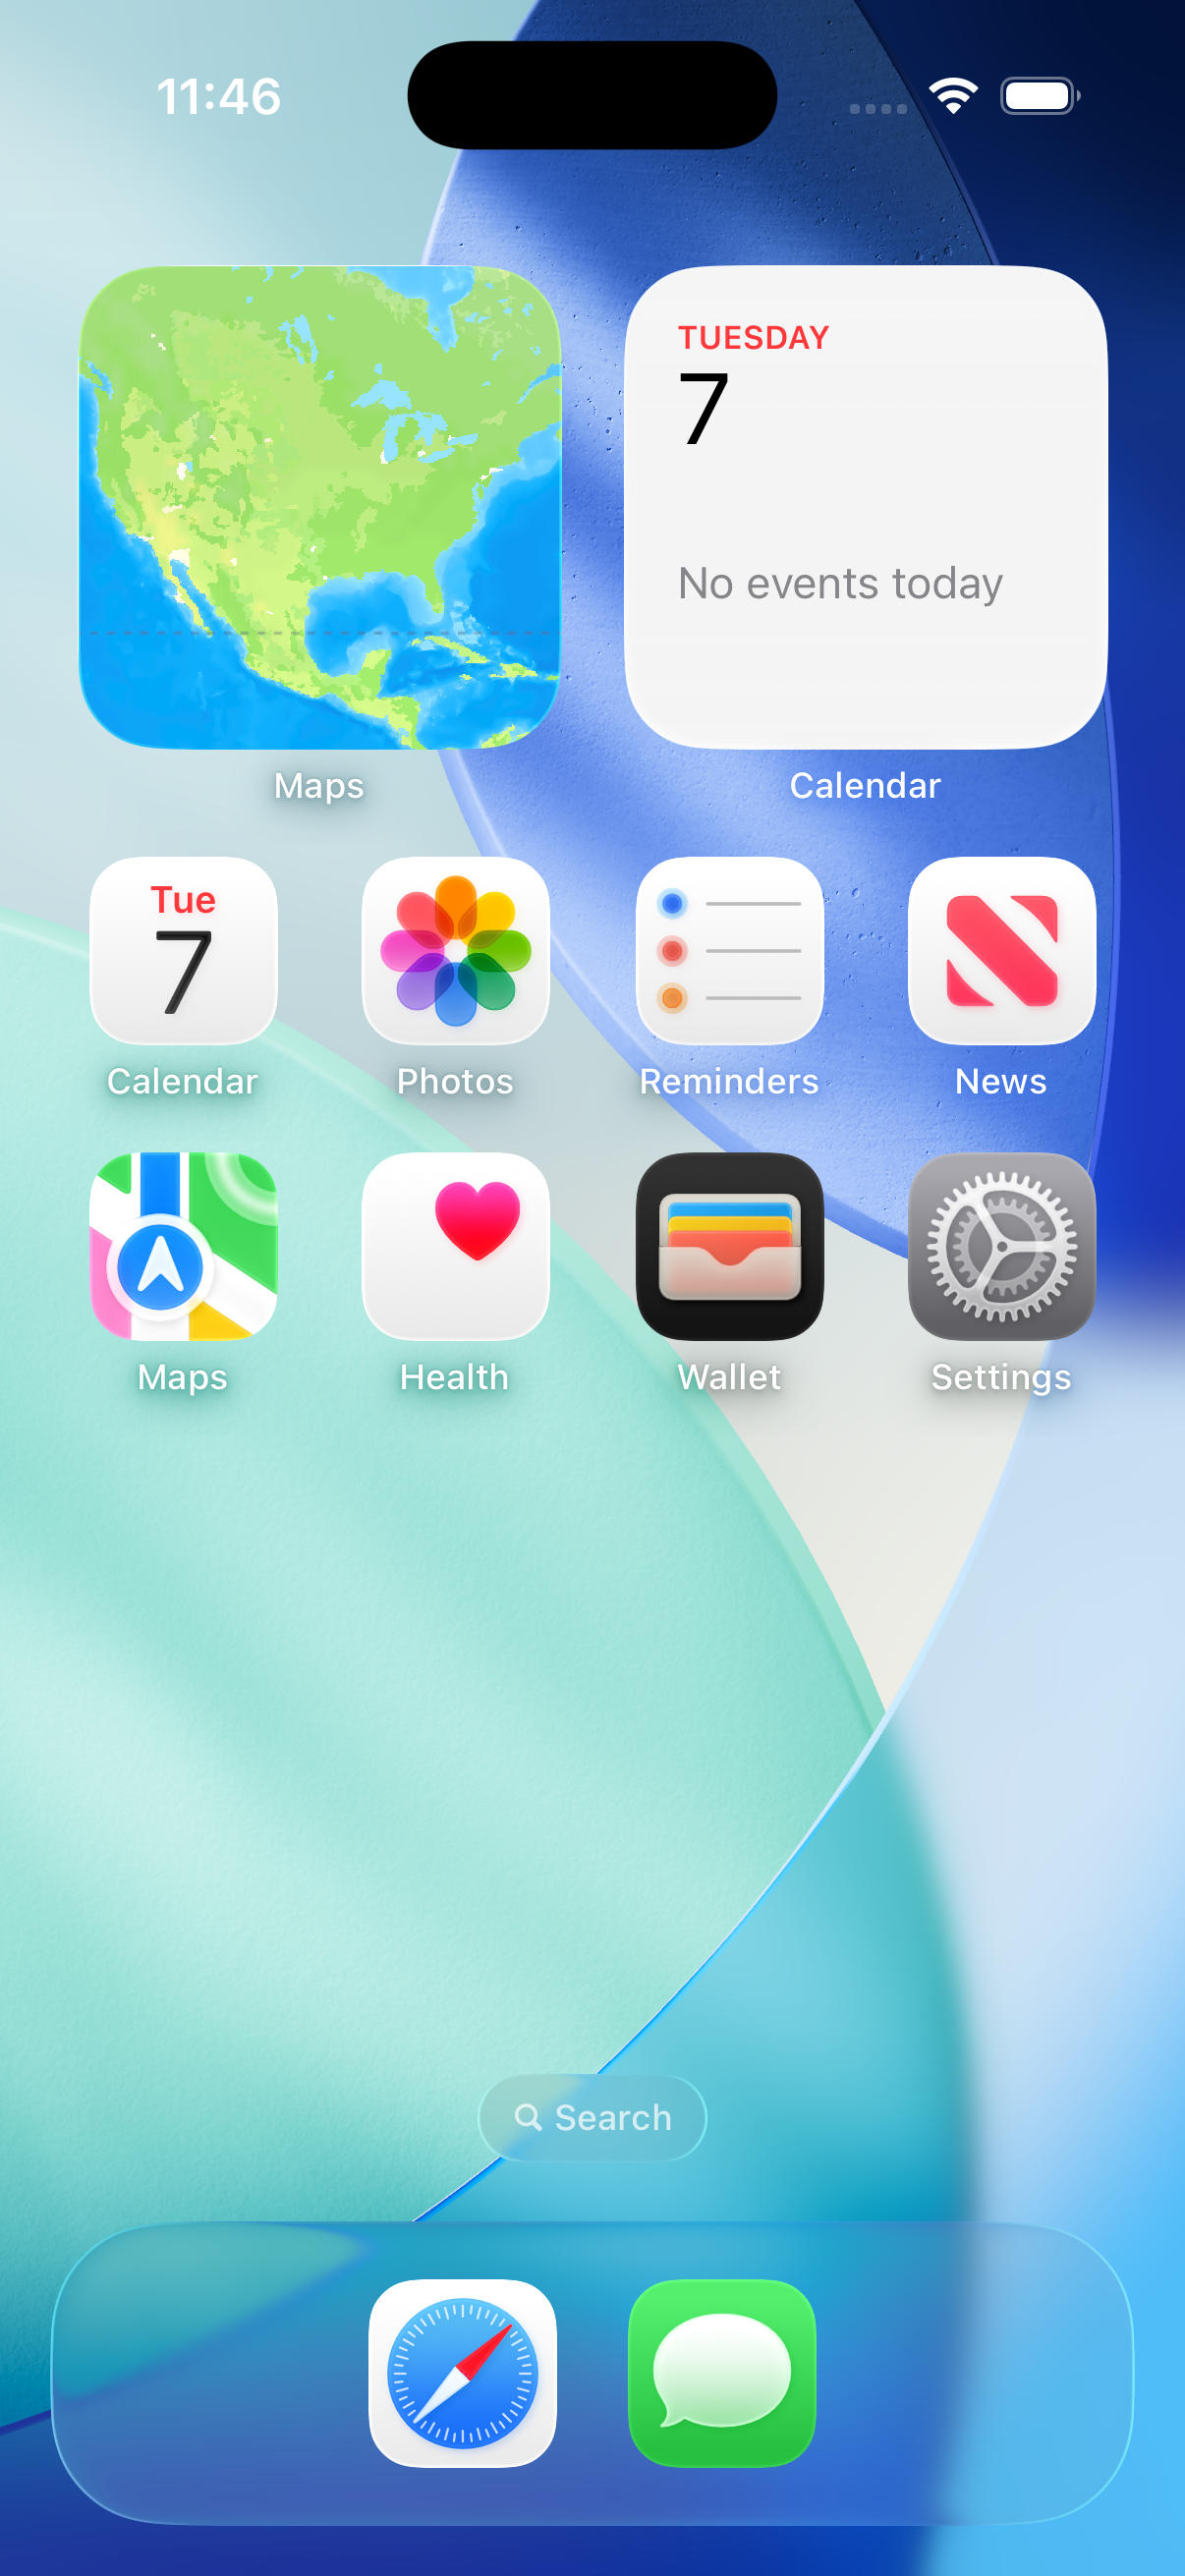 11:46
TUESDAY
7
No events today
Maps
Calendar
Tue
7
Calendar
Photos
Reminders
News
Maps
Health
Wallet
Settings
Search